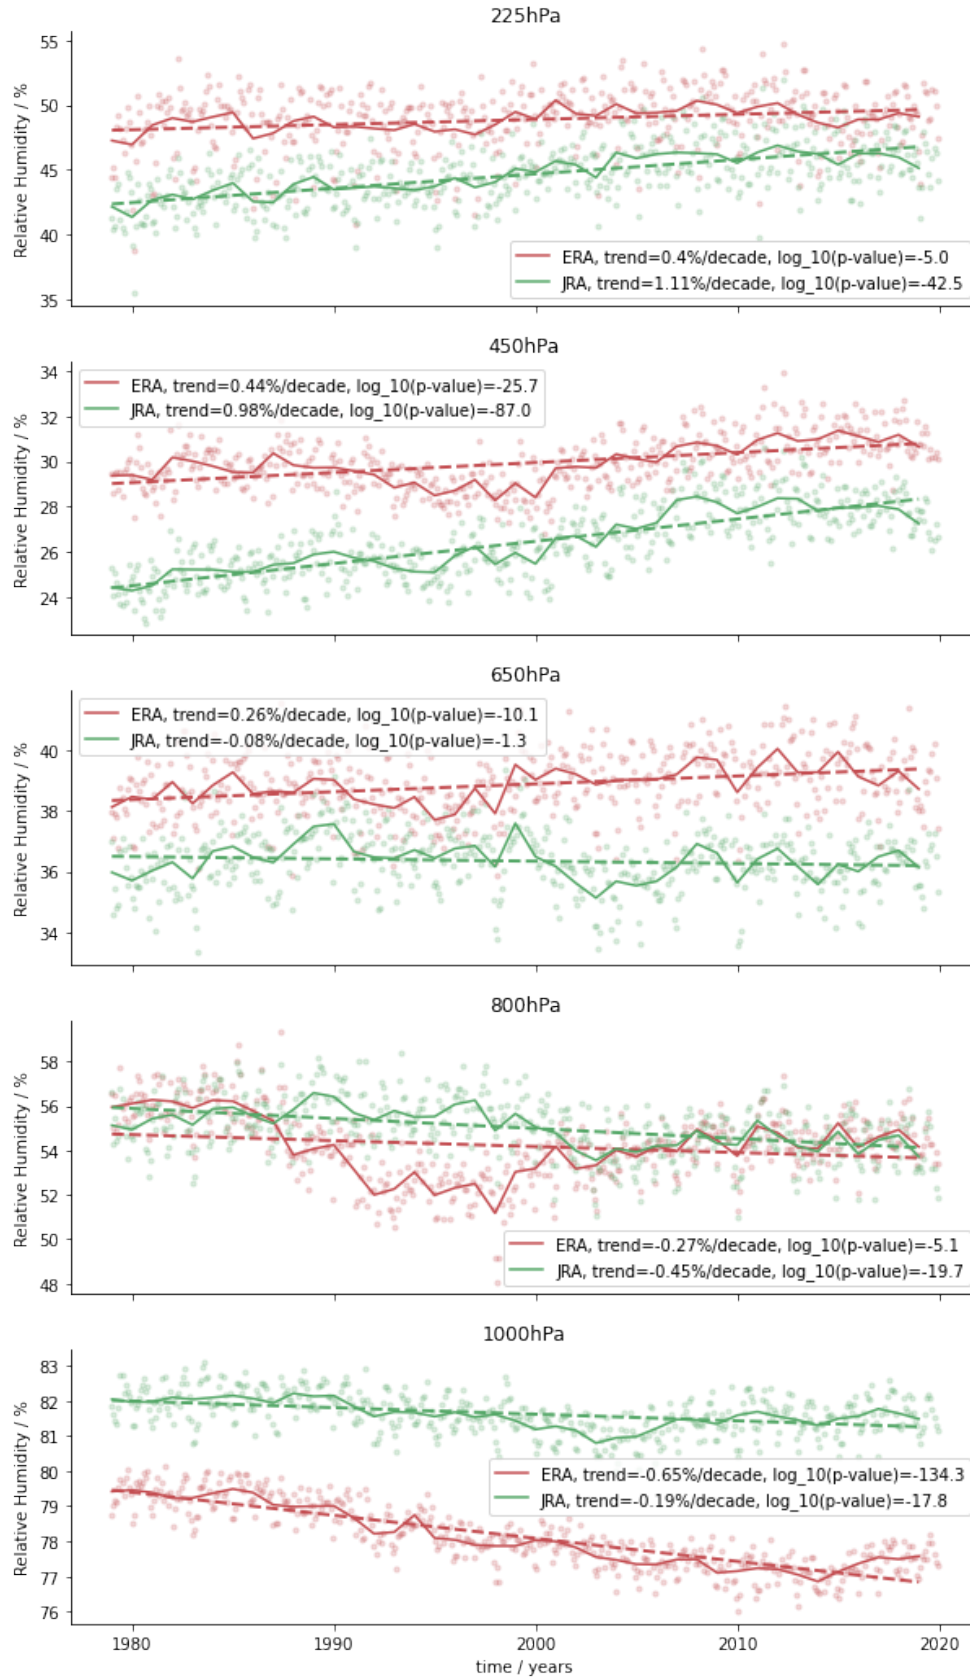 225hPa
55
50
45
40
35
Relative Humidity / %
ERA, trend=0.4%/decade, log_10(p-value)=-5.0
JRA, trend=1.11%/decade, log_10(p-value)=-42.5
450hPa
34
32
30
28
26
24
Relative Humidity / %
ERA, trend=0.44%/decade, log_10(p-value)=-25.7
JRA, trend=0.98%/decade, log_10(p-value)=-87.0
650hPa
40
38
36
34
Relative Humidity / %
ERA, trend=0.26%/decade, log_10(p-value)=-10.1
JRA, trend=-0.08%/decade, log_10(p-value)=-1.3
800hPa
58
56
54
52
50
48
Relative Humidity / %
ERA, trend=-0.27%/decade, log_10(p-value)=-5.1
JRA, trend=-0.45%/decade, log_10(p-value)=-19.7
1000hPa
83
82
81
80
79
78
77
76
Relative Humidity / %
ERA, trend=-0.65%/decade, log_10(p-value)=-134.3
JRA, trend=-0.19%/decade, log_10(p-value)=-17.8
1980 1990 2000 2010 2020
time / years